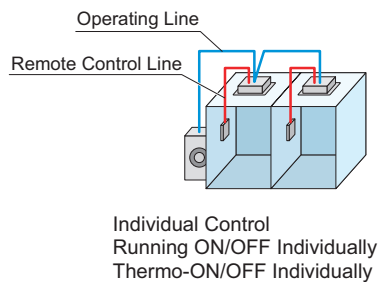 Operating Line
Remote Control Line
Individual Control
Running ON/OFF Individually
Thermo-ON/OFF Individually